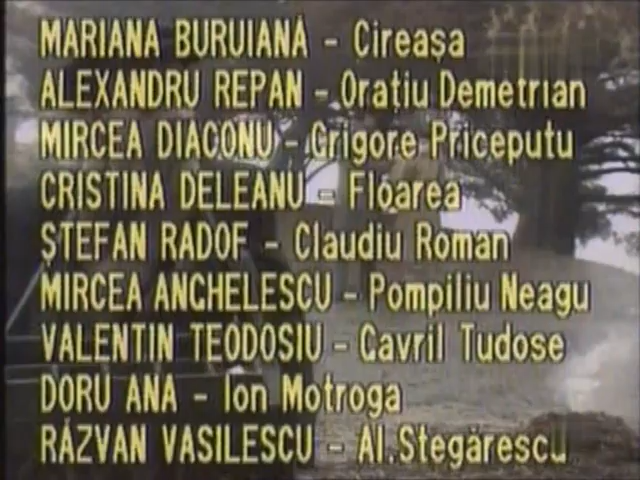 MARIANA BURUIANĂ - Cireașa
ALEXANDRU REPAN - Orațiu Demetrian
MIRCEA DIACONU - Grigore Priceputu
CRISTINA DELEANU - Floarea
ȘTEFAN RADOF - Claudiu Roman
MIRCEA ANGHELESCU - Pompiliu Neagu
VALENTIN TEODOSIU - Gavril Tudose
DORU ANA - Ion Motroga
RĂZVAN VASILESCU - Al.Stegărescu